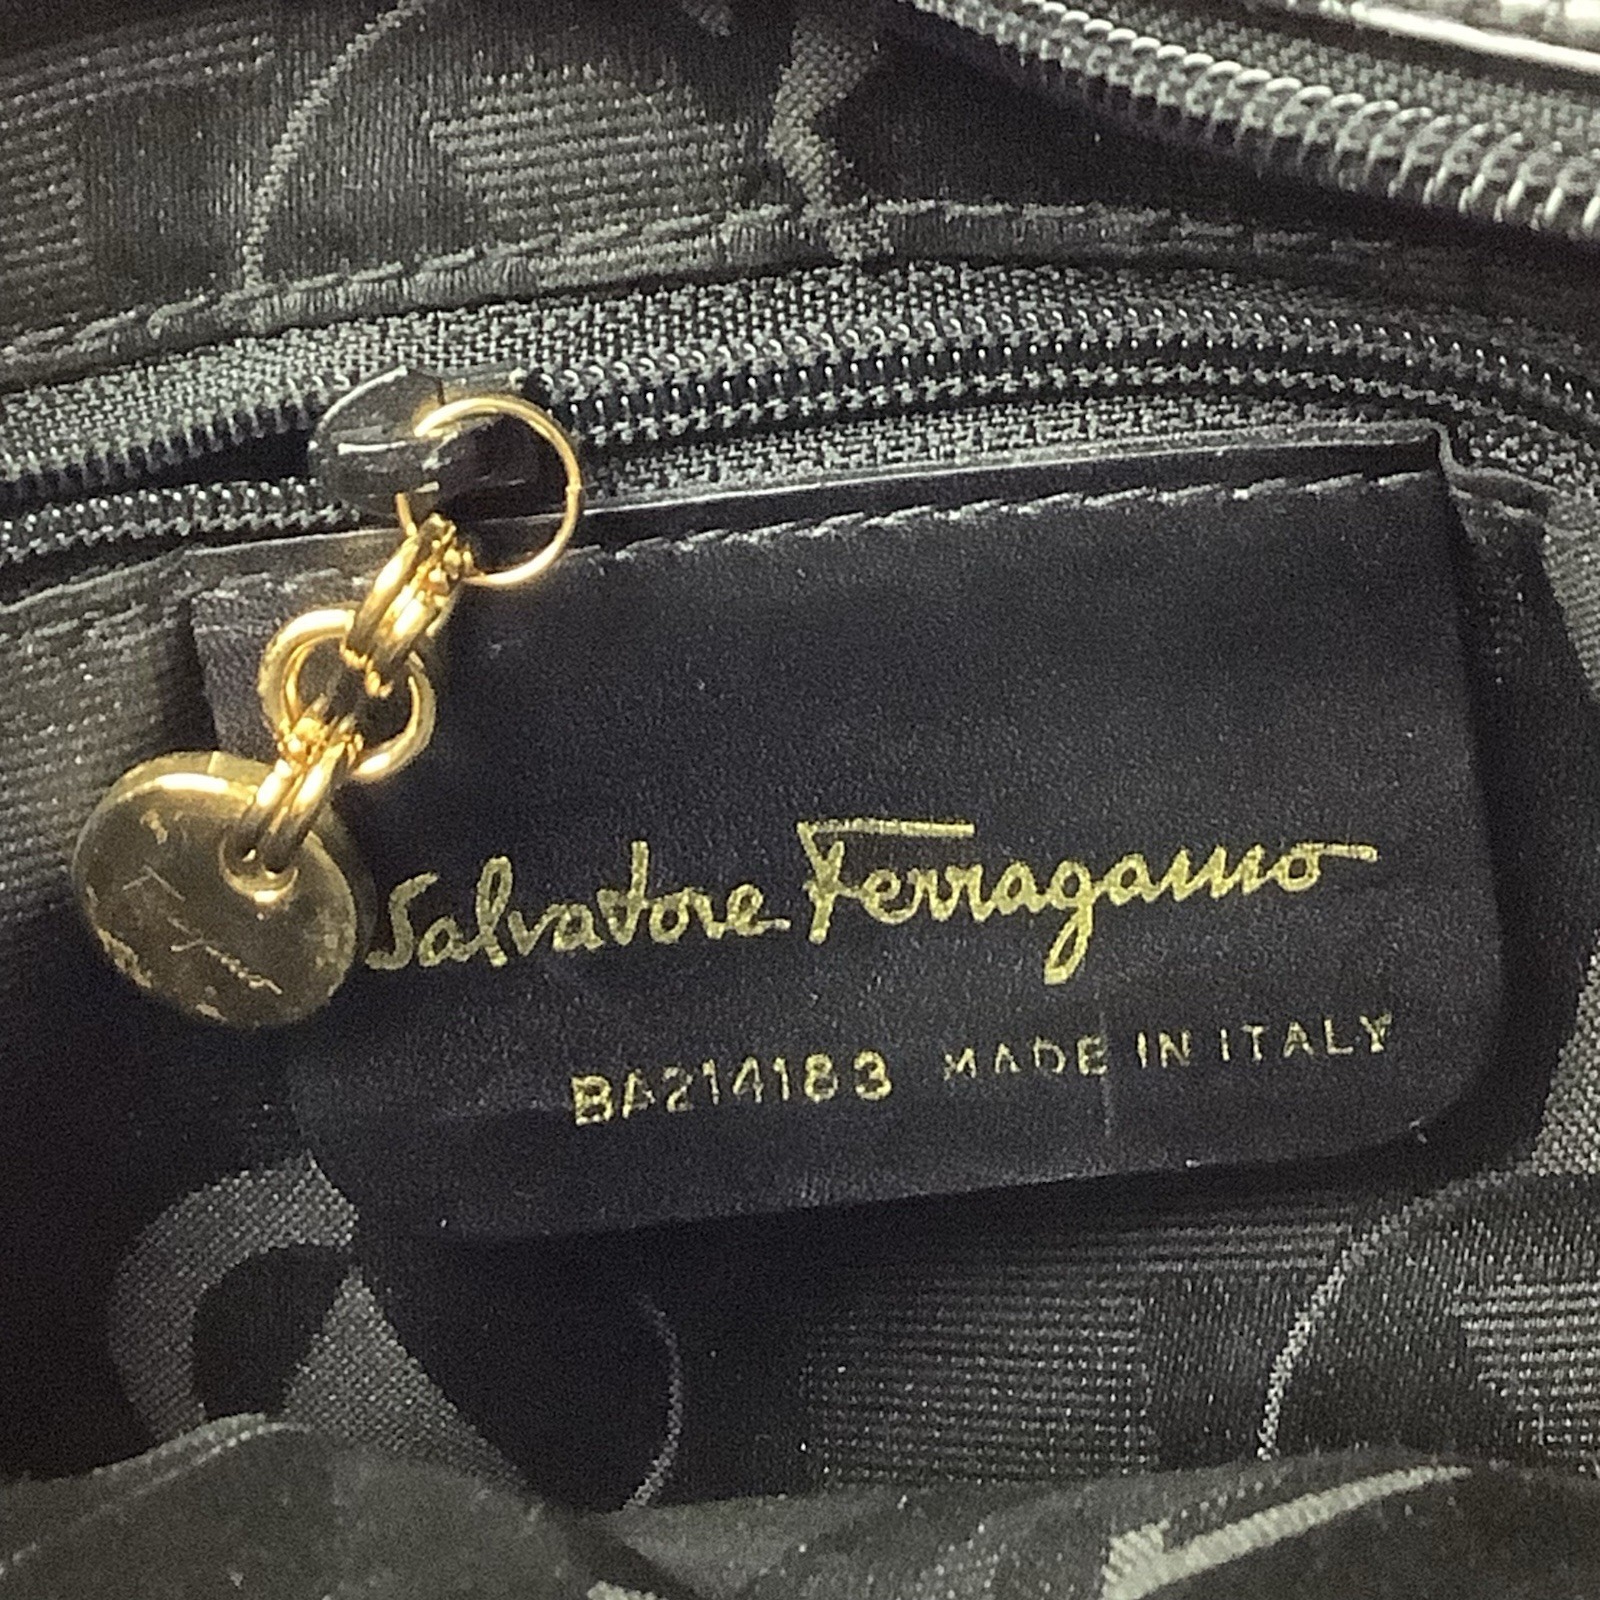 Salvatore Ferragamo
BA214183 MADE IN ITALY